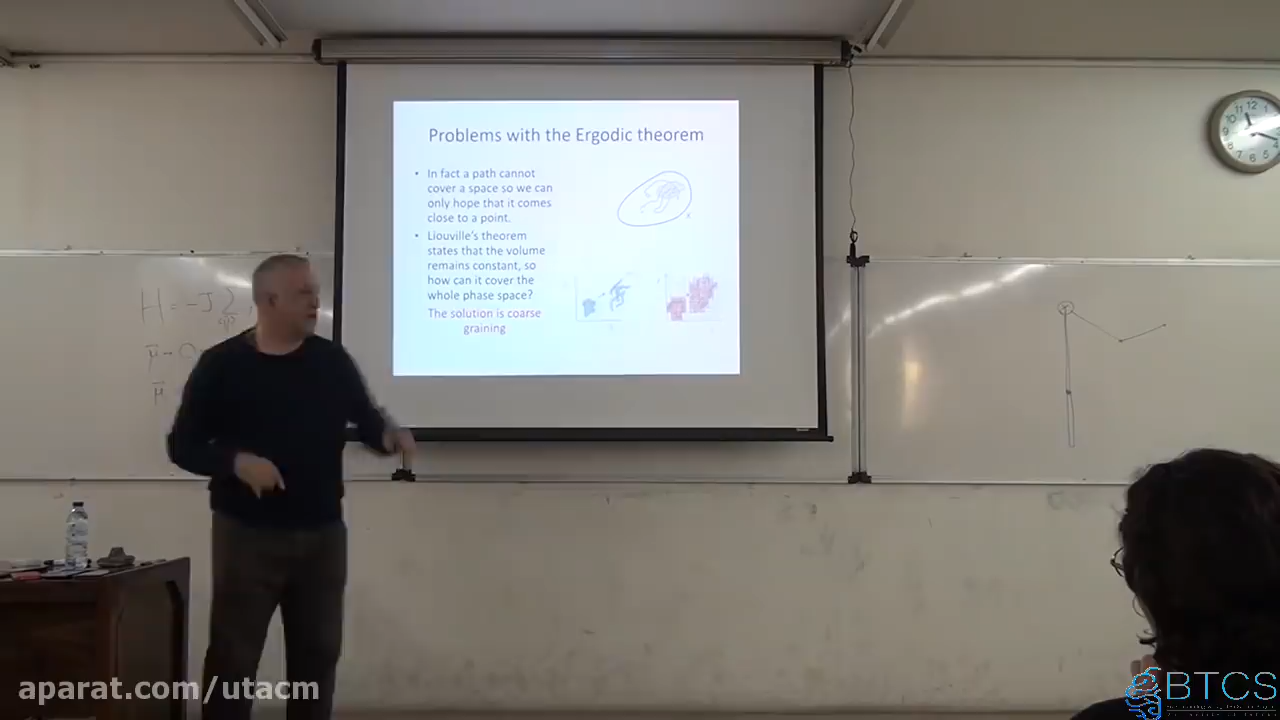 Problems with the Ergodic theorem
• In fact a path cannot
cover a space so we can
only hope that it comes
close to a point.
• Liouville's theorem
states that the volume
remains constant, so
how can it cover the
whole phase space?
The solution is coarse
graining
x
H = -J Σ
aparat.com/utacm
BTCS